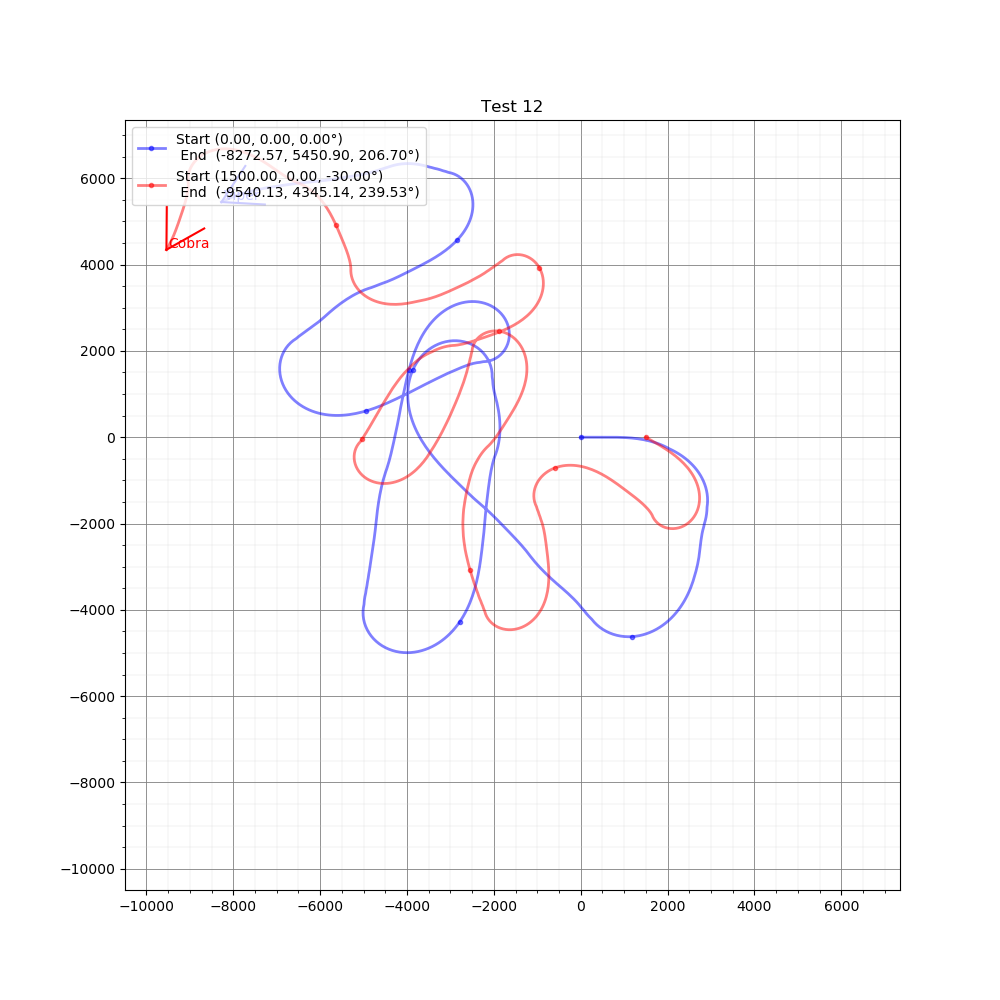 Test 12
Start (0.00, 0.00, 0.00°)
End (-8272.57, 5450.90, 206.70°)
Start (1500.00, 0.00, -30.00°)
End (-9540.13, 4345.14, 239.53°)
Cobra
6000
4000
2000
0
−2000
−4000
−6000
−8000
−10000
−10000 −8000 −6000 −4000 −2000 0 2000 4000 6000